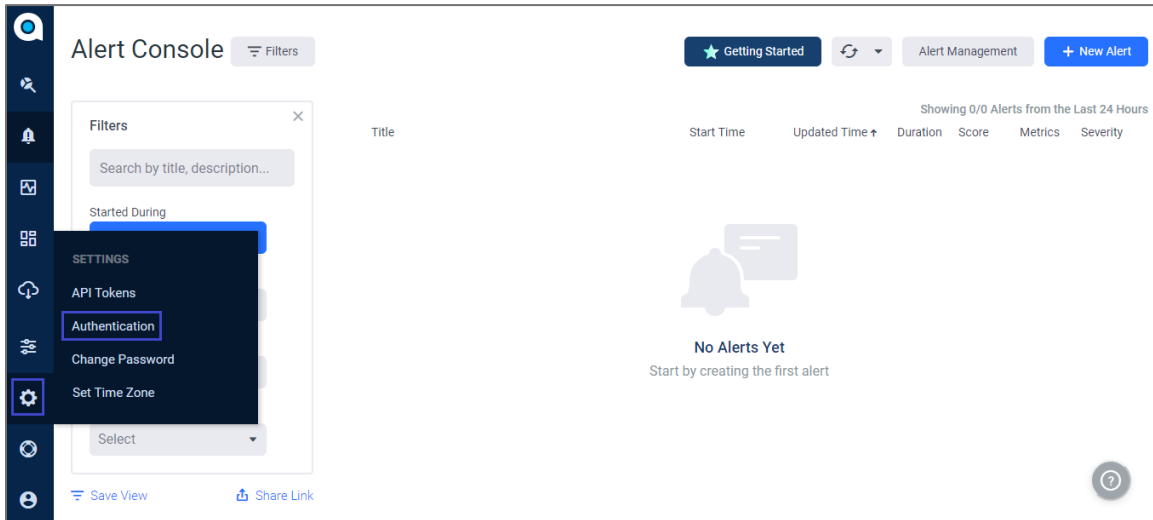 Alert Console
Filters
Getting Started
Alert Management
+ New Alert
Showing 0/0 Alerts from the Last 24 Hours
Filters
Title
Start Time
Updated Time ↑
Duration
Score
Metrics
Severity
Search by title, description...
Started During
SETTINGS
API Tokens
Authentication
Change Password
Set Time Zone
Select
No Alerts Yet
Start by creating the first alert
Save View
Share Link
?